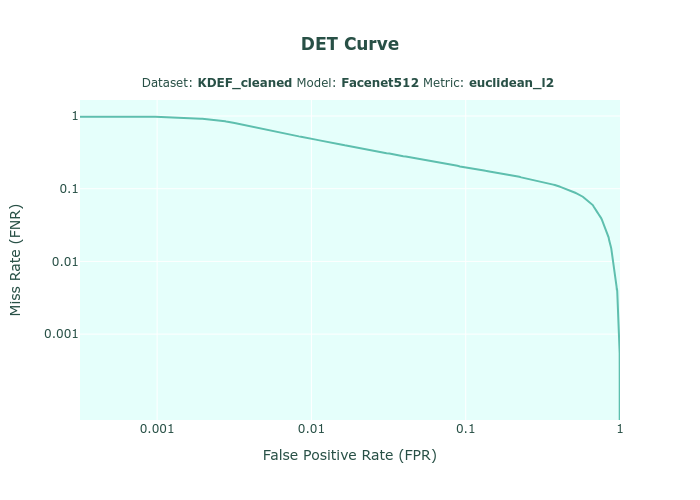 DET Curve
Dataset: KDEF_cleaned Model: Facenet512 Metric: euclidean_l2
1
0.1
0.01
0.001
Miss Rate (FNR)
0.001 0.01 0.1 1
False Positive Rate (FPR)